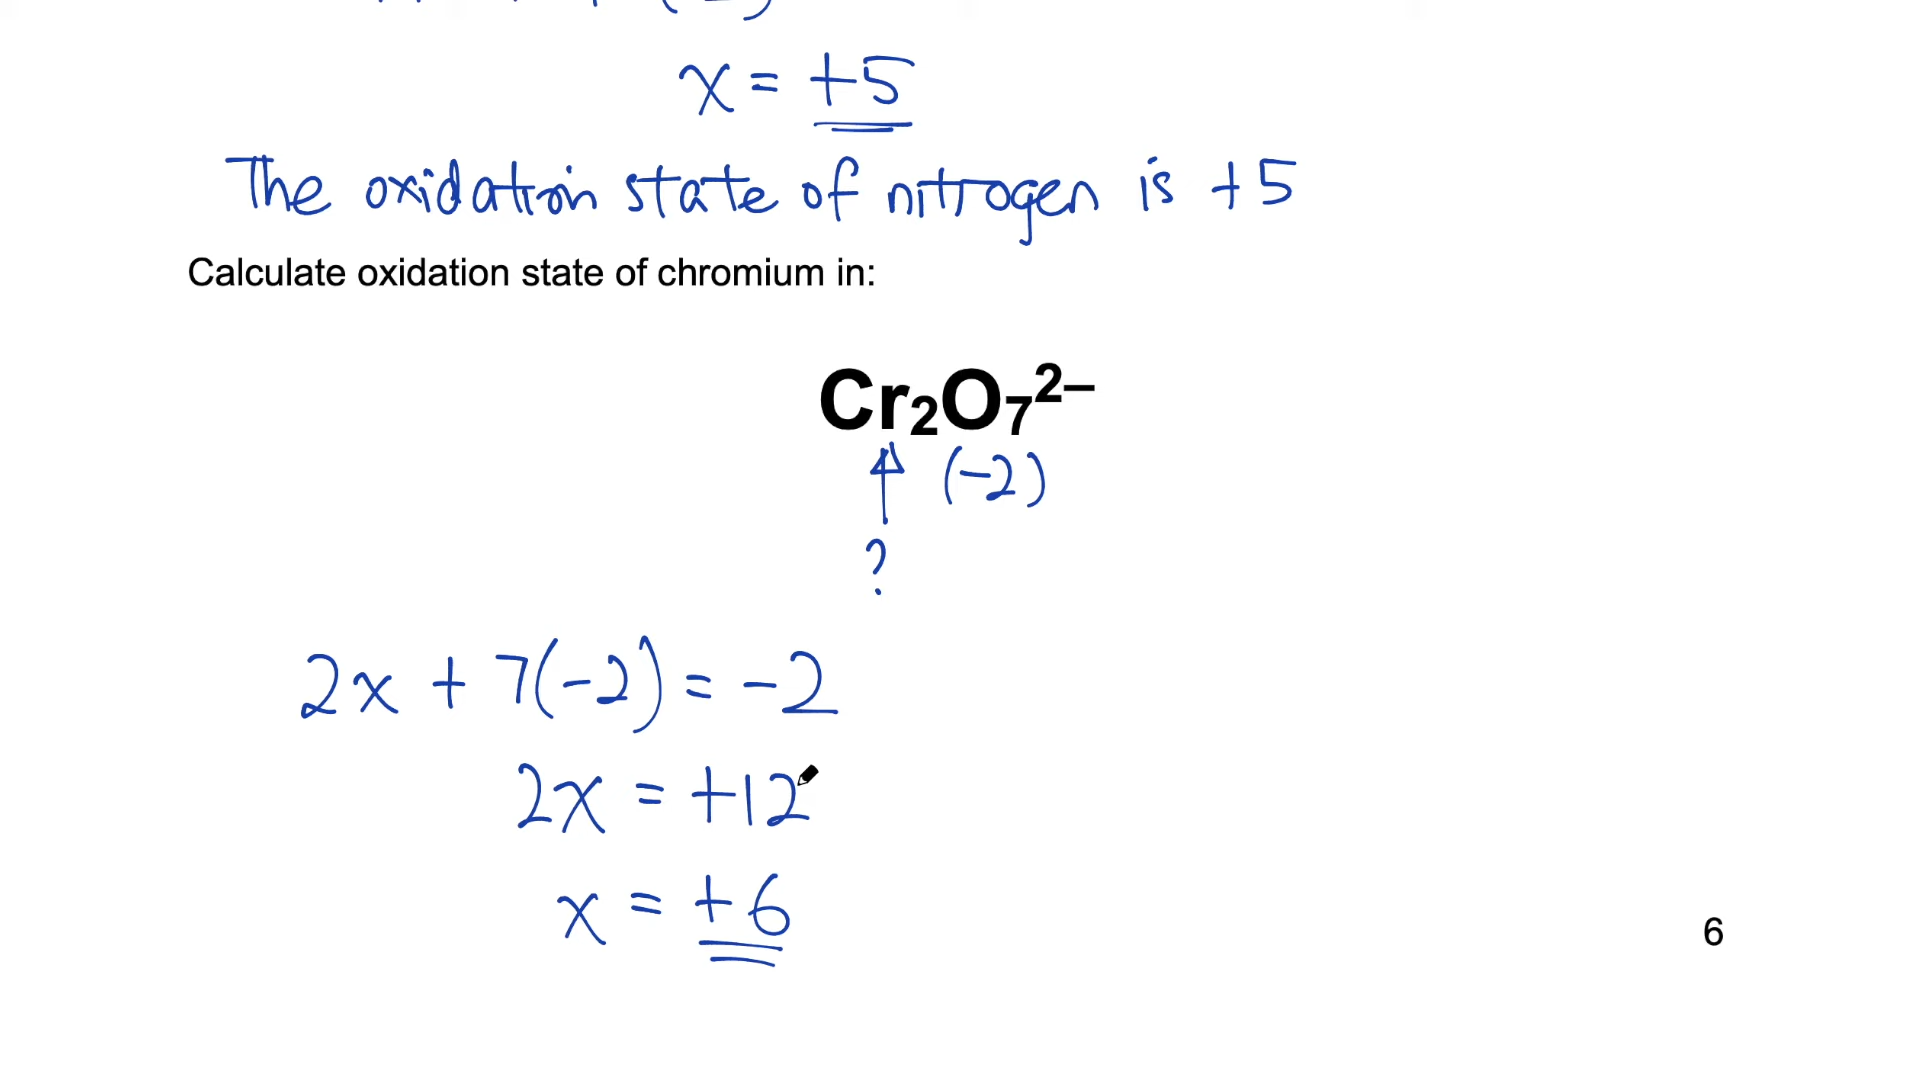 x = +5
The oxidation state of nitrogen is +5
Calculate oxidation state of chromium in:
Cr₂O₇²⁻
(-2)
?
2x + 7(-2) = -2
2x = +12
x = +6
6